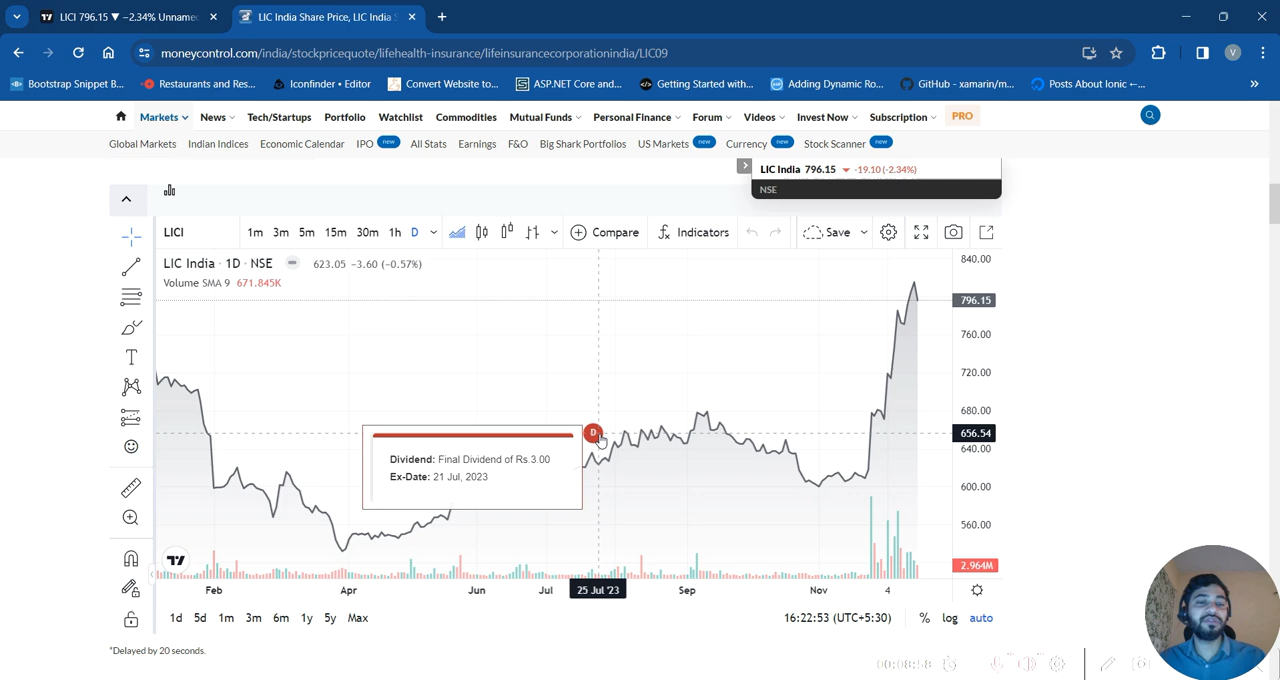 LICI 796.15 ▼ −2.34% Unnamed
LIC India Share Price, LIC India S
moneycontrol.com/india/stockpricequote/lifehealth-insurance/lifeinsurancecorporationindia/LIC09
V
Bootstrap Snippet B... Restaurants and Res... Iconfinder • Editor Convert Website to... ASP.NET Core and... Getting Started with... Adding Dynamic Ro... GitHub - xamarin/m... Posts About Ionic ←...
Markets News Tech/Startups Portfolio Watchlist Commodities Mutual Funds Personal Finance Forum Videos Invest Now Subscription PRO
Global Markets Indian Indices Economic Calendar IPO new All Stats Earnings F&O Big Shark Portfolios US Markets new Currency new Stock Scanner new
LIC India 796.15 ▼ -19.10 (-2.34%)
NSE
LICI 1m 3m 5m 15m 30m 1h D Compare Indicators Save
LIC India · 1D · NSE 623.05 −3.60 (−0.57%)
Volume SMA 9 671.845K
840.00
796.15
760.00
720.00
680.00
656.54
640.00
600.00
560.00
2.964M
D
Dividend: Final Dividend of Rs.3.00
Ex-Date: 21 Jul, 2023
Feb Apr Jun Jul 25 Jul '23 Sep Nov 4
1d 5d 1m 3m 6m 1y 5y Max 16:22:53 (UTC+5:30) % log auto
*Delayed by 20 seconds.
00:08:58